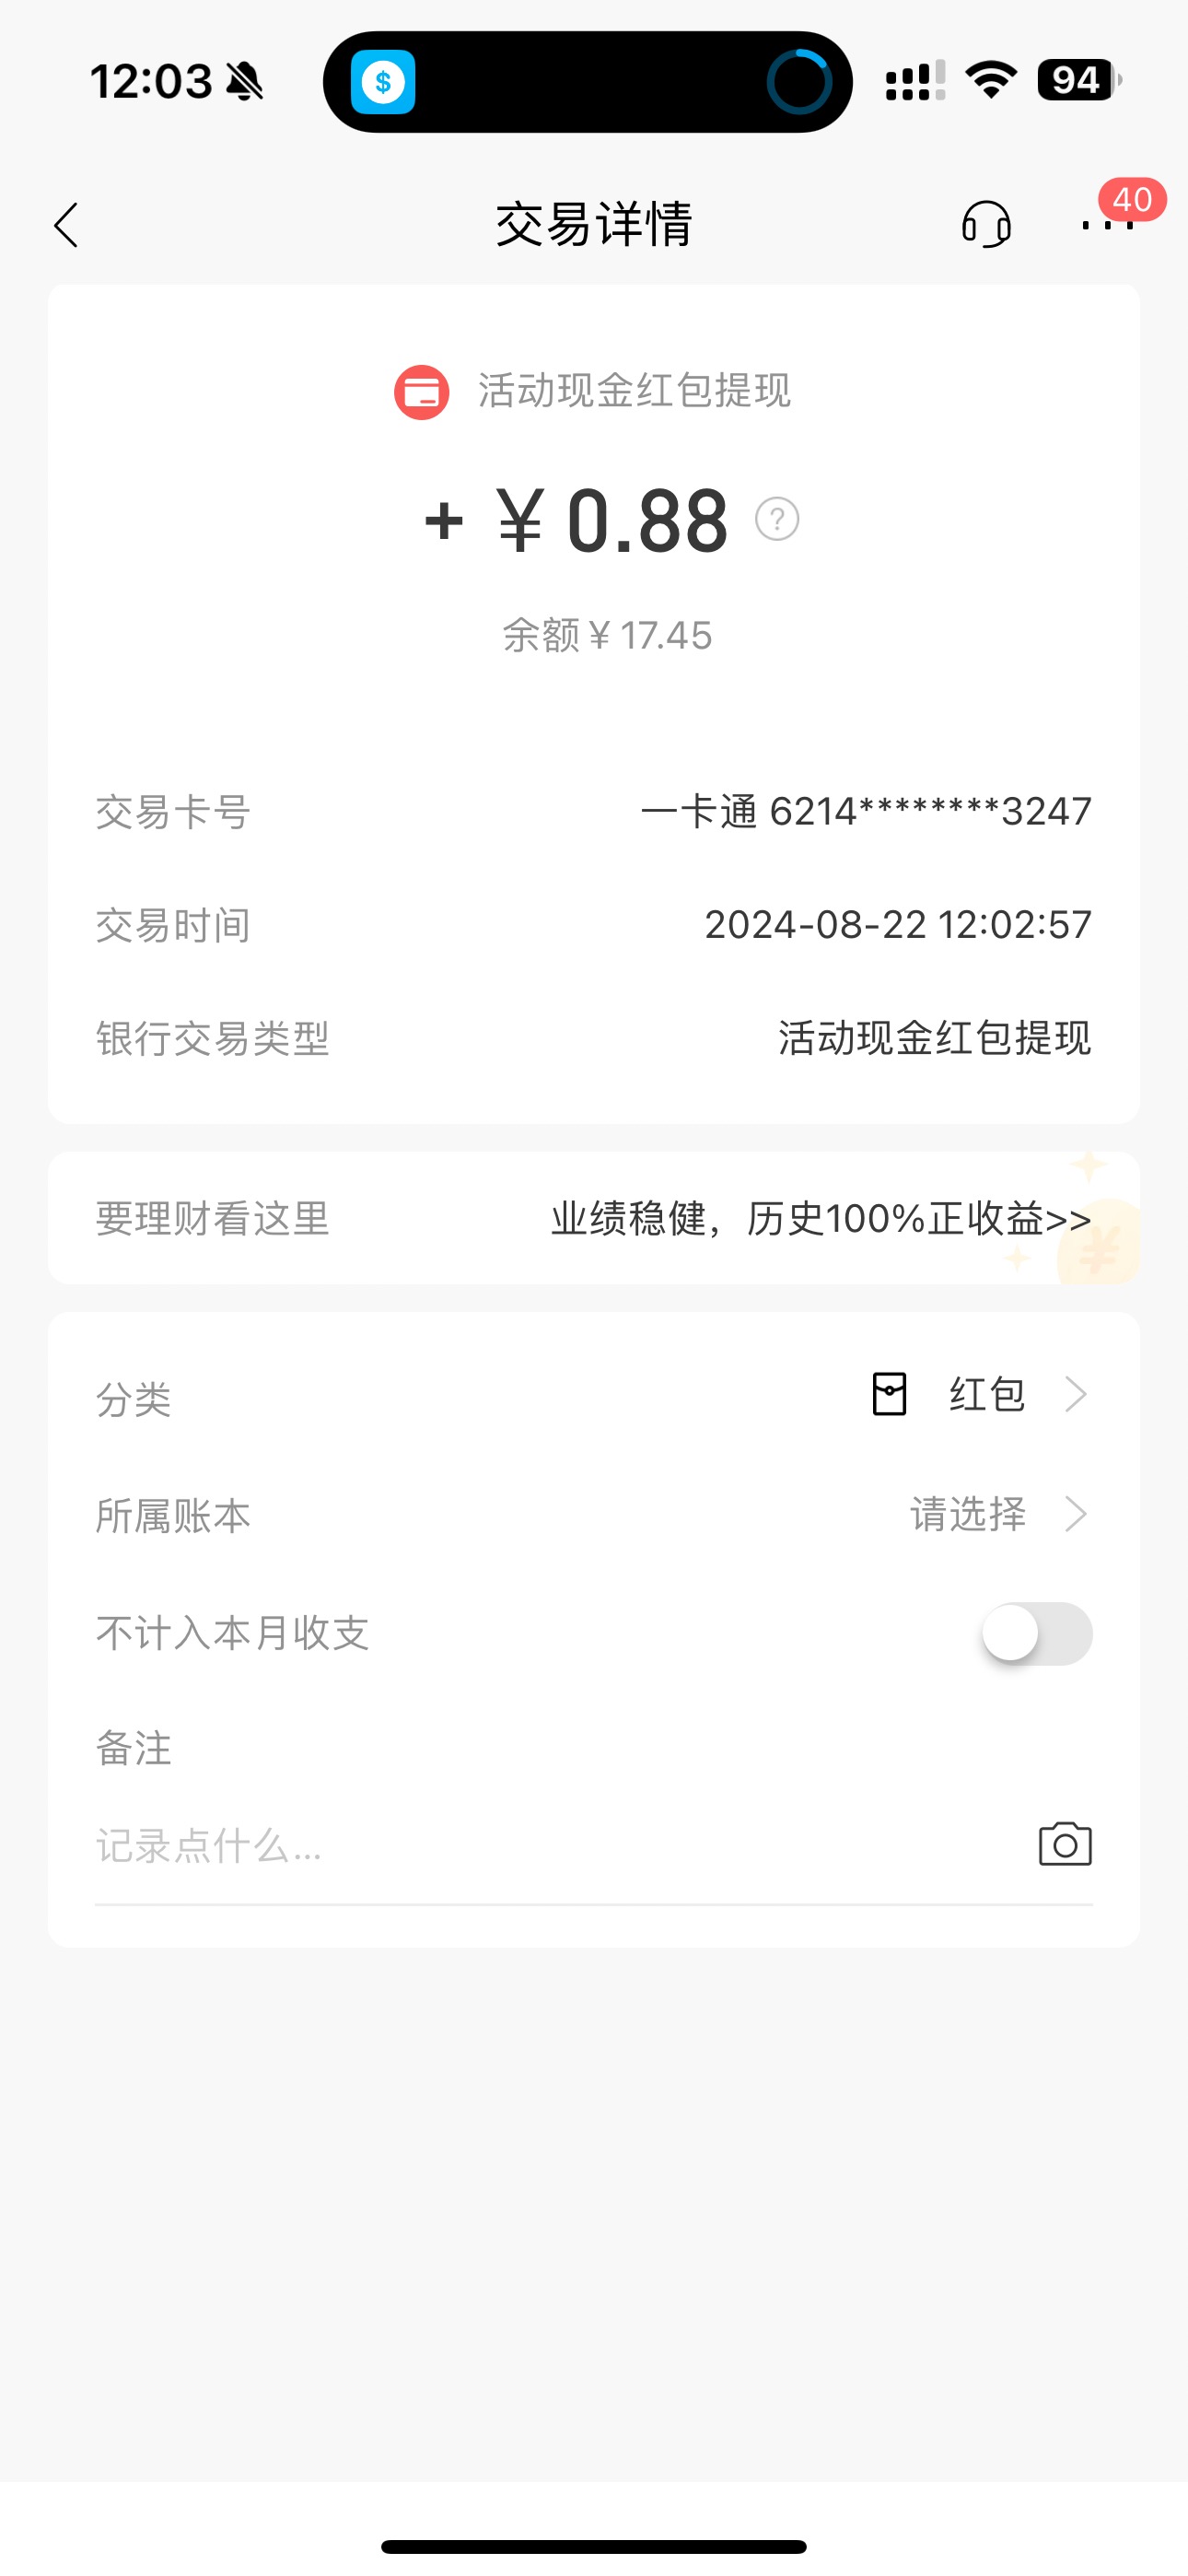 12:03
94
交易详情
40
活动现金红包提现
+ ¥ 0.88 ?
余额¥17.45
交易卡号 一卡通 6214********3247
交易时间 2024-08-22 12:02:57
银行交易类型 活动现金红包提现
要理财看这里 业绩稳健，历史100%正收益>>
分类 红包
所属账本 请选择
不计入本月收支
备注
记录点什么...